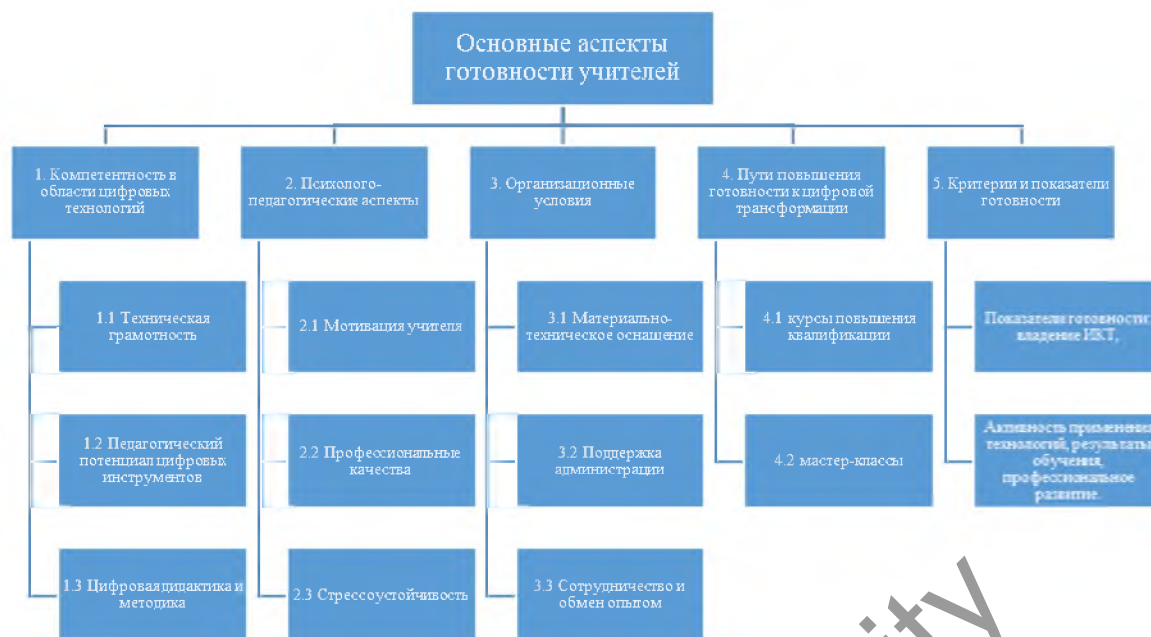 Основные аспекты
готовности учителей
1. Компетентность в
области цифровых
технологий
2. Психолого-
педагогические аспекты
3. Организационные
условия
4. Пути повышения
готовности к цифровой
трансформации
5. Критерии и показатели
готовности
1.1 Техническая
грамотность
2.1 Мотивация учителя
3.1 Материально-
техническое оснащение
4.1 курсы повышения
квалификации
Показатели готовности:
владение ИКТ,
1.2 Педагогический
потенциал цифровых
инструментов
2.2 Профессиональные
качества
3.2 Поддержка
администрации
4.2 мастер-классы
Активность применения
технологий, результаты
обучения,
профессиональное
развитие.
1.3 Цифровая дидактика и
методика
2.3 Стрессоустойчивость
3.3 Сотрудничество и
обмен опытом
ity